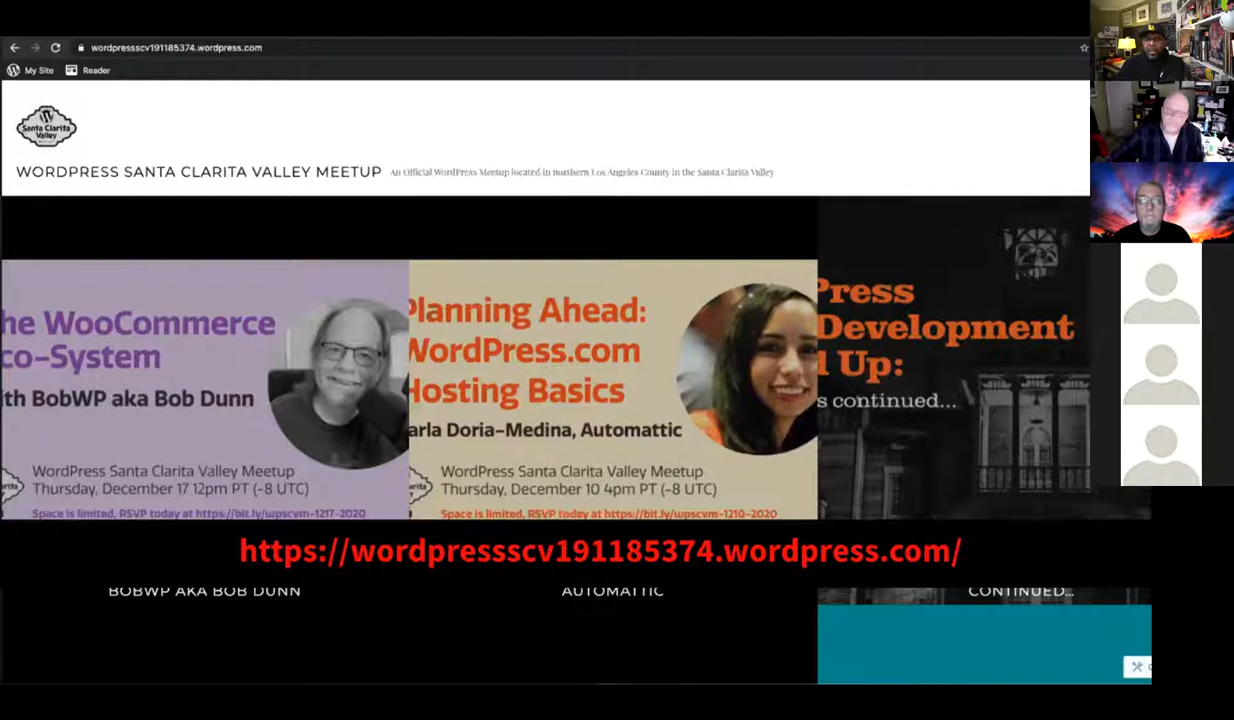 wordpressscv191185374.wordpress.com
My Site
Reader
Santa Clarita
Valley
WORDPRESS SANTA CLARITA VALLEY MEETUP
An Official WordPress Meetup located in northern Los Angeles County in the Santa Clarita Valley
he WooCommerce
co-System
ith BobWP aka Bob Dunn
WordPress Santa Clarita Valley Meetup
Thursday, December 17 12pm PT (-8 UTC)
Space is limited, RSVP today at https://bit.ly/wpscvm-1217-2020
Planning Ahead:
WordPress.com
Hosting Basics
arla Doria-Medina, Automattic
WordPress Santa Clarita Valley Meetup
Thursday, December 10 4pm PT (-8 UTC)
Space is limited, RSVP today at https://bit.ly/wpscvm-1210-2020
Press
Development
d Up:
s continued...
https://wordpressscv191185374.wordpress.com/
BOBWP AKA BOB DUNN
AUTOMATTIC
CONTINUED...